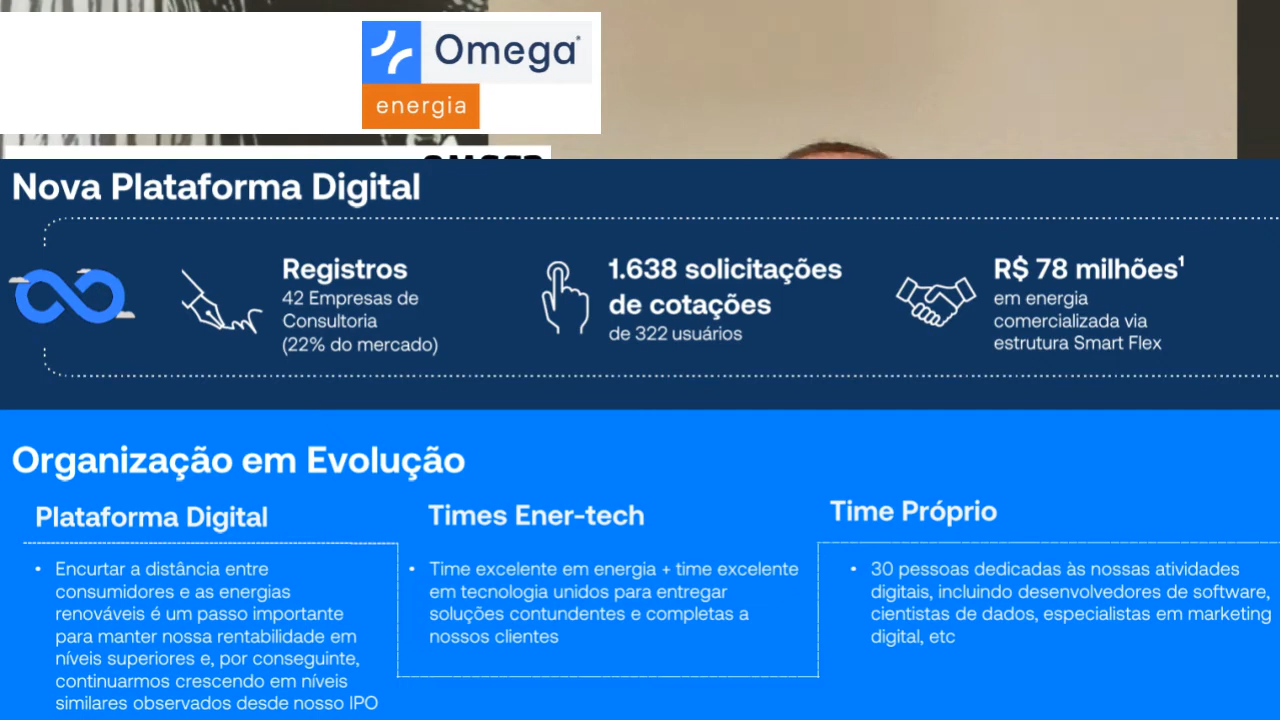 Omega
energia
Nova Plataforma Digital
Registros
42 Empresas de
Consultoria
(22% do mercado)
1.638 solicitações
de cotações
de 322 usuários
R$ 78 milhões¹
em energia
comercializada via
estrutura Smart Flex
Organização em Evolução
Plataforma Digital
• Encurtar a distância entre
consumidores e as energias
renováveis é um passo importante
para manter nossa rentabilidade em
níveis superiores e, por conseguinte,
continuarmos crescendo em níveis
similares observados desde nosso IPO
Times Ener-tech
• Time excelente em energia + time excelente
em tecnologia unidos para entregar
soluções contundentes e completas a
nossos clientes
Time Próprio
• 30 pessoas dedicadas às nossas atividades
digitais, incluindo desenvolvedores de software,
cientistas de dados, especialistas em marketing
digital, etc